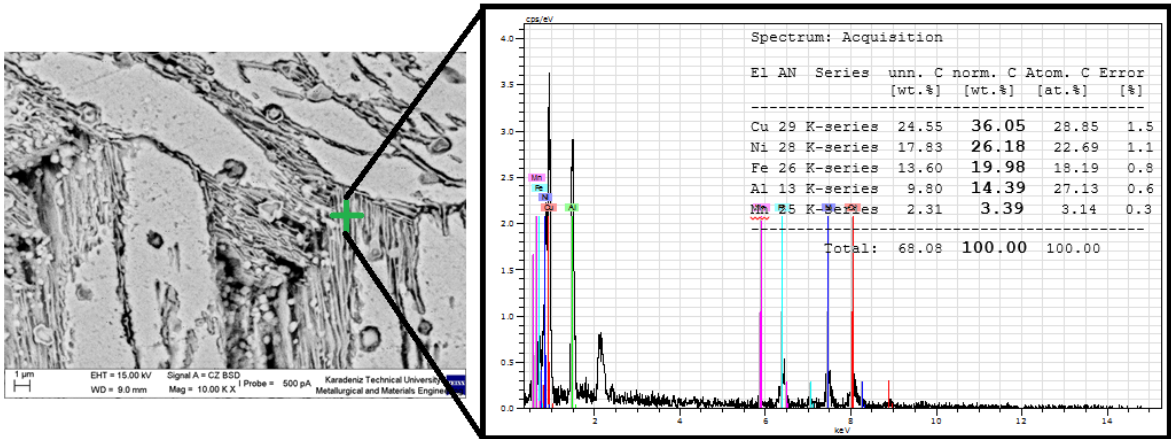 1 µm
EHT = 15.00 kV
Signal A = CZ BSD
WD = 9.0 mm
Mag = 10.00 K X
I Probe = 500 pA
Karadeniz Technical University
Metallurgical and Materials Engine
cps/eV
Spectrum: Acquisition
El AN Series unn. C norm. C Atom. C Error
[wt.%] [wt.%] [at.%] [%]
Cu 29 K-series 24.55 36.05 28.85 1.5
Ni 28 K-series 17.83 26.18 22.69 1.1
Fe 26 K-series 13.60 19.98 18.19 0.8
Al 13 K-series 9.80 14.39 27.13 0.6
Mn 25 K-series 2.31 3.39 3.14 0.3
Total: 68.08 100.00 100.00
4.0
3.5
3.0
2.5
2.0
1.5
1.0
0.5
0.0
Mn
Fe
Ni
Cu
Al
Fe
Ni
Cu
2 4 6 8 10 12 14
keV